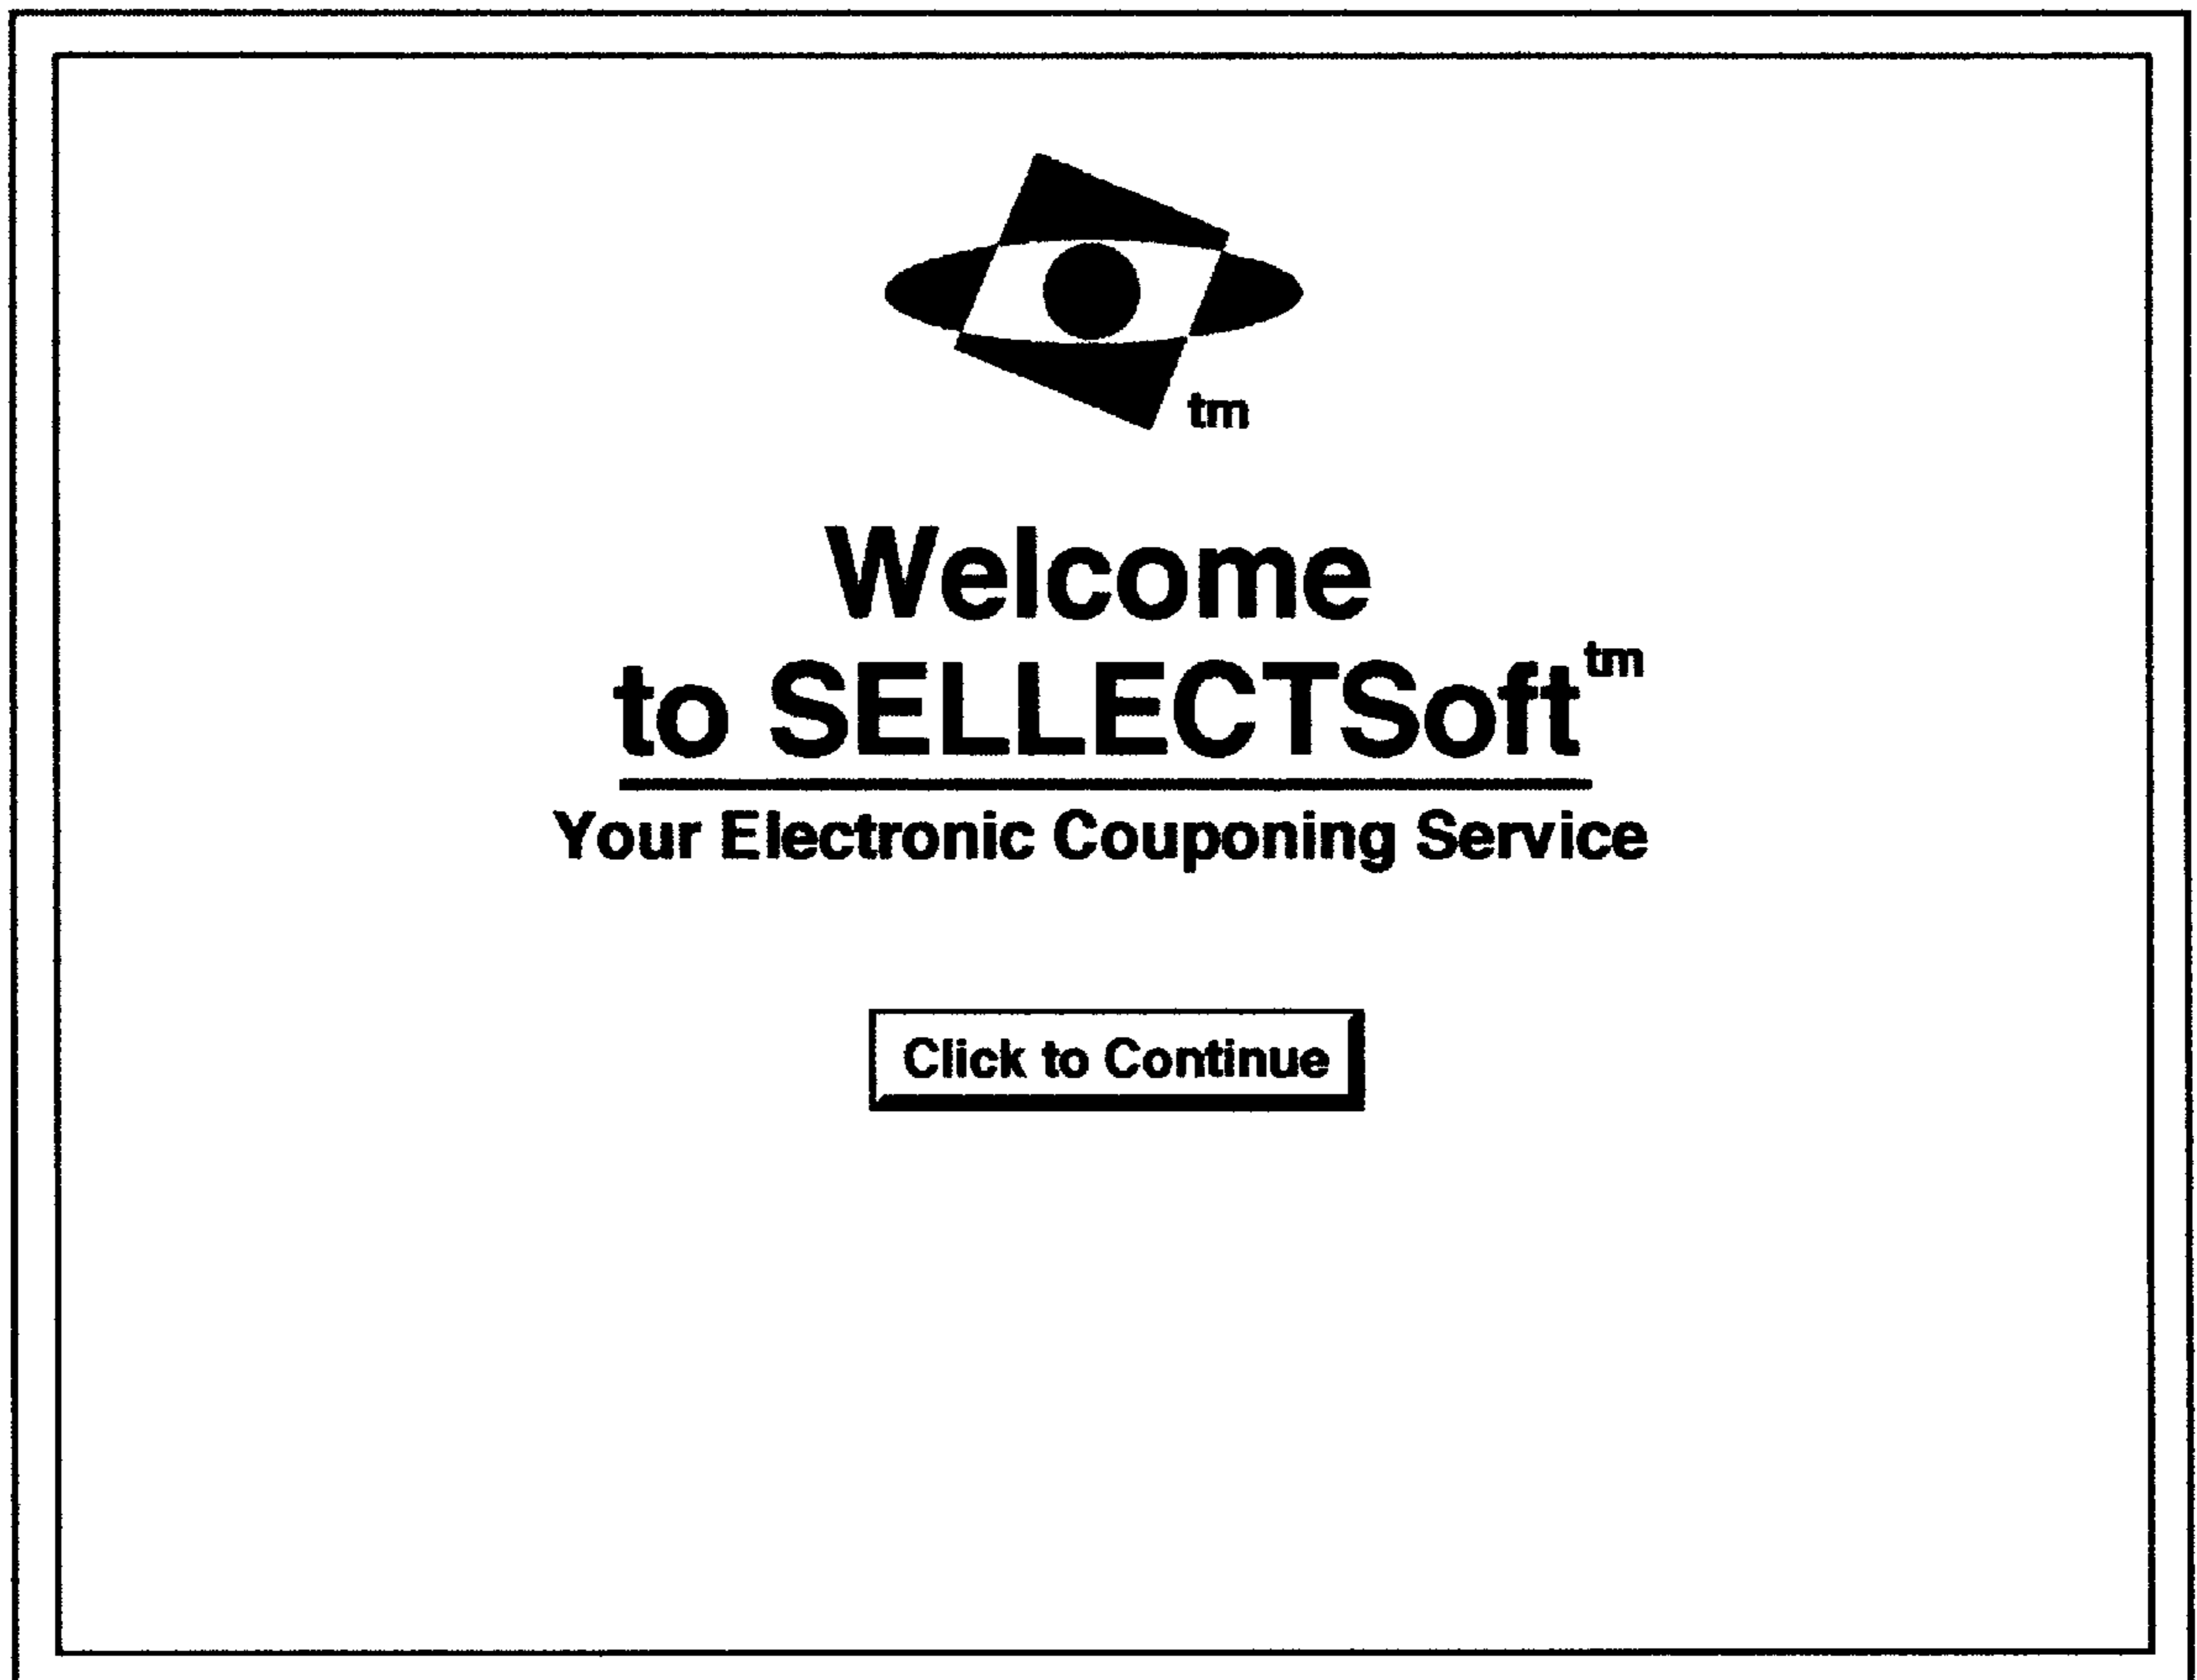 tm
Welcome
to SELLECTSoft tm
Your Electronic Couponing Service
Click to Continue